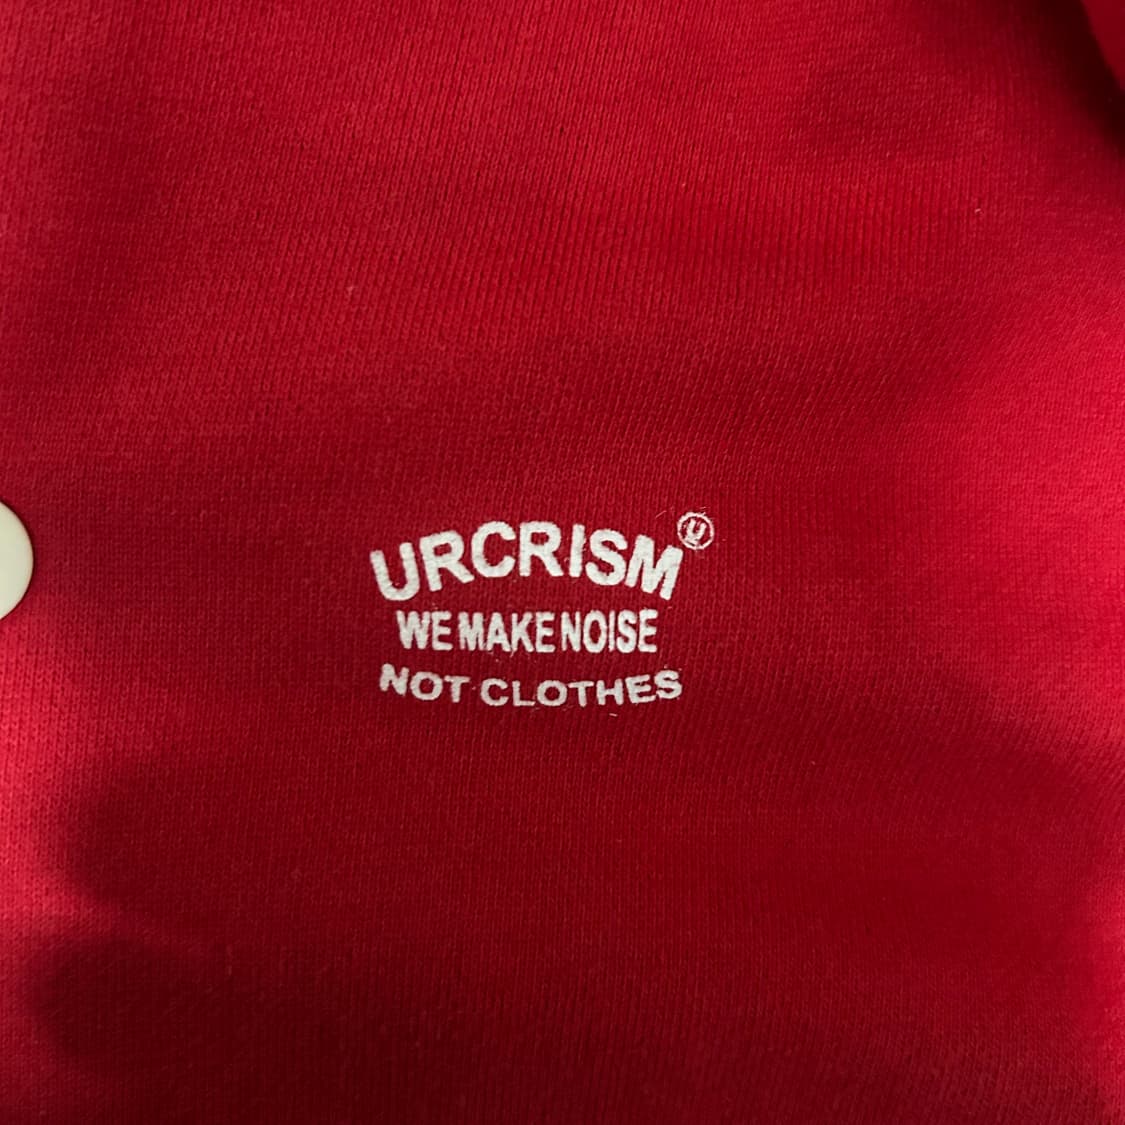 URCRISM Ⓤ
WE MAKE NOISE
NOT CLOTHES